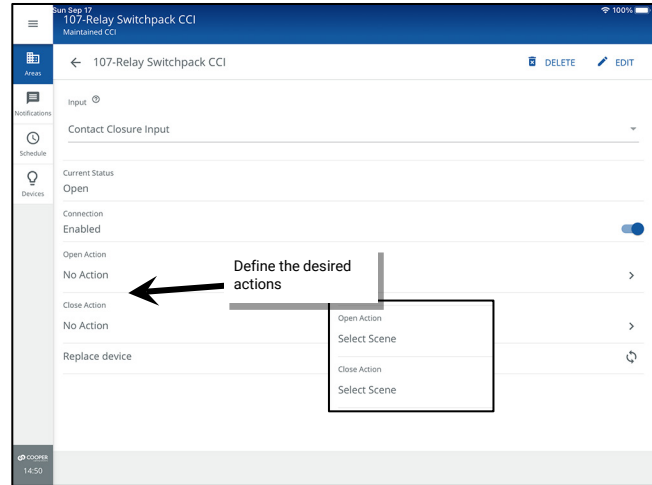 Sun Sep 17
100%
107-Relay Switchpack CCI
Maintained CCI
Areas
107-Relay Switchpack CCI
DELETE
EDIT
Notifications
Schedule
Devices
Input ?
Contact Closure Input
Current Status
Open
Connection
Enabled
Open Action
No Action
Define the desired
actions
Close Action
No Action
Open Action
Select Scene
Close Action
Select Scene
Replace device
COOPER
14:50